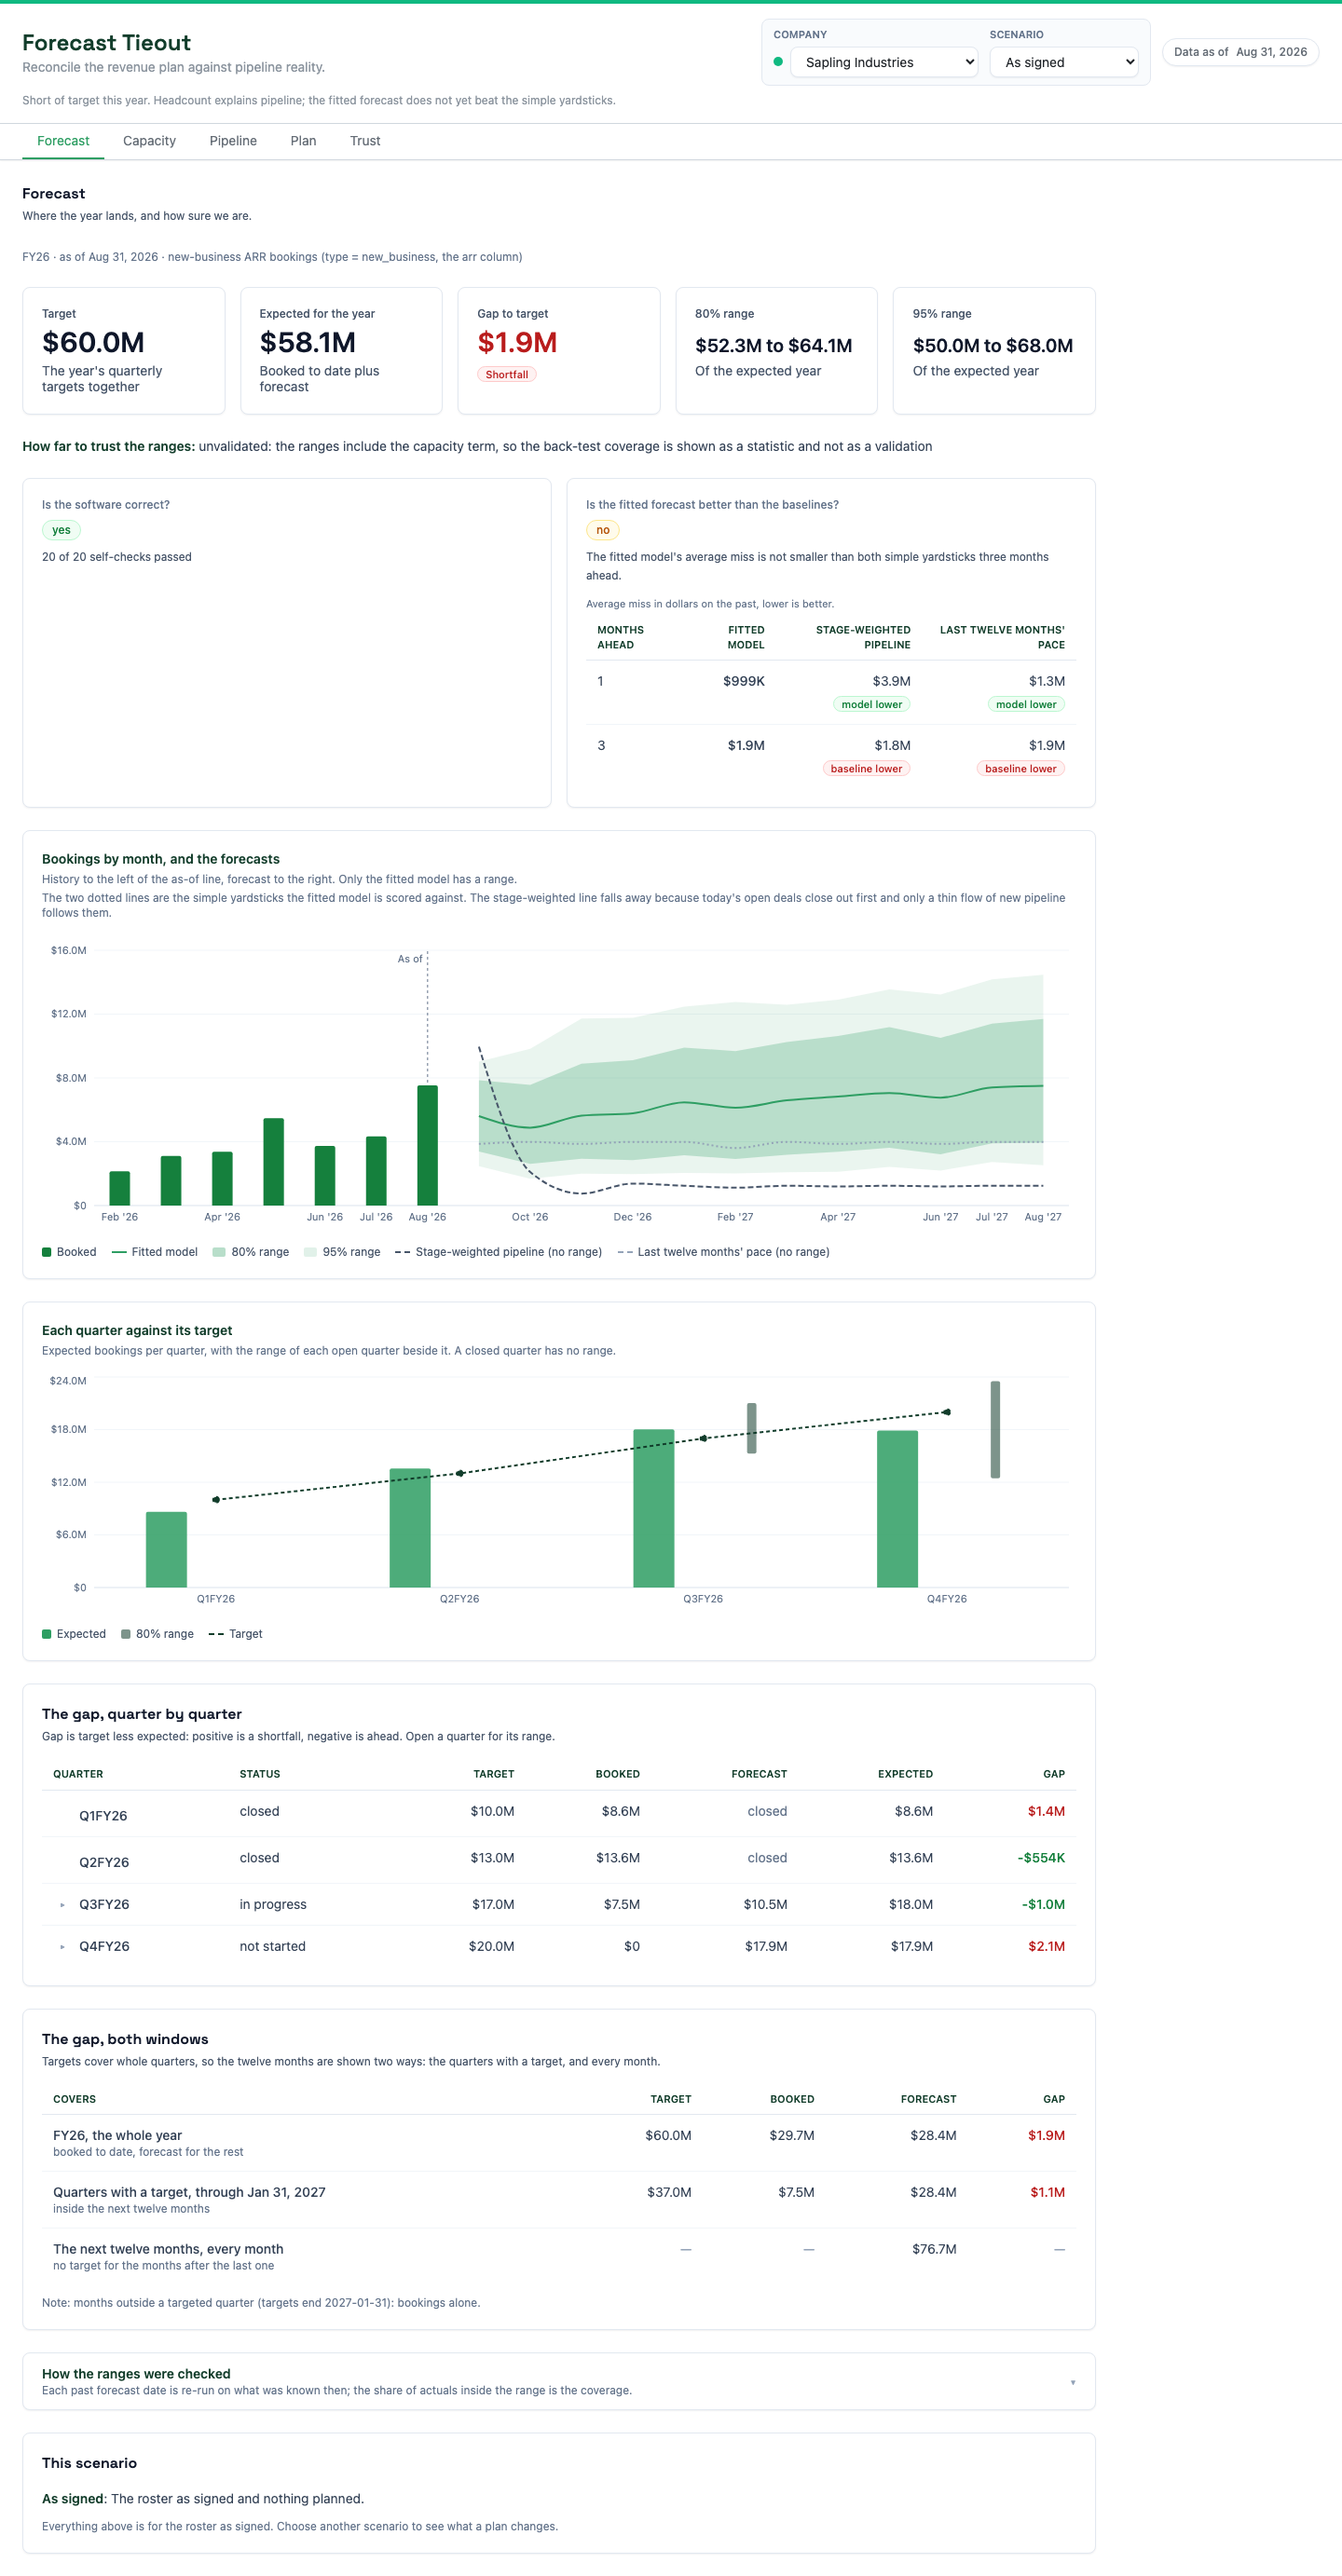 Forecast Tieout
Reconcile the revenue plan against pipeline reality.
COMPANY
SCENARIO
Sapling Industries
As signed
Data as of Aug 31, 2026
Short of target this year. Headcount explains pipeline; the fitted forecast does not yet beat the simple yardsticks.
Forecast Capacity Pipeline Plan Trust
Forecast
Where the year lands, and how sure we are.
FY26 · as of Aug 31, 2026 · new-business ARR bookings (type = new_business, the arr column)
Target
$60.0M
The year's quarterly
targets together
Expected for the year
$58.1M
Booked to date plus
forecast
Gap to target
$1.9M
Shortfall
80% range
$52.3M to $64.1M
Of the expected year
95% range
$50.0M to $68.0M
Of the expected year
How far to trust the ranges: unvalidated: the ranges include the capacity term, so the back-test coverage is shown as a statistic and not as a validation
Is the software correct?
yes
20 of 20 self-checks passed
Is the fitted forecast better than the baselines?
no
The fitted model's average miss is not smaller than both simple yardsticks three months
ahead.
Average miss in dollars on the past, lower is better.
MONTHS AHEAD FITTED MODEL STAGE-WEIGHTED PIPELINE LAST TWELVE MONTHS' PACE
1 $999K $3.9M $1.3M
model lower model lower
3 $1.9M $1.8M $1.9M
baseline lower baseline lower
Bookings by month, and the forecasts
History to the left of the as-of line, forecast to the right. Only the fitted model has a range.
The two dotted lines are the simple yardsticks the fitted model is scored against. The stage-weighted line falls away because today's open deals close out first and only a thin flow of new pipeline
follows them.
$16.0M
As of
$12.0M
$8.0M
$4.0M
$0
Feb '26 Apr '26 Jun '26 Jul '26 Aug '26 Oct '26 Dec '26 Feb '27 Apr '27 Jun '27 Jul '27 Aug '27
Booked Fitted model 80% range 95% range Stage-weighted pipeline (no range) Last twelve months' pace (no range)
Each quarter against its target
Expected bookings per quarter, with the range of each open quarter beside it. A closed quarter has no range.
$24.0M
$18.0M
$12.0M
$6.0M
$0
Q1FY26 Q2FY26 Q3FY26 Q4FY26
Expected 80% range Target
The gap, quarter by quarter
Gap is target less expected: positive is a shortfall, negative is ahead. Open a quarter for its range.
QUARTER STATUS TARGET BOOKED FORECAST EXPECTED GAP
Q1FY26 closed $10.0M $8.6M closed $8.6M $1.4M
Q2FY26 closed $13.0M $13.6M closed $13.6M -$554K
Q3FY26 in progress $17.0M $7.5M $10.5M $18.0M -$1.0M
Q4FY26 not started $20.0M $0 $17.9M $17.9M $2.1M
The gap, both windows
Targets cover whole quarters, so the twelve months are shown two ways: the quarters with a target, and every month.
COVERS TARGET BOOKED FORECAST GAP
FY26, the whole year $60.0M $29.7M $28.4M $1.9M
booked to date, forecast for the rest
Quarters with a target, through Jan 31, 2027 $37.0M $7.5M $28.4M $1.1M
inside the next twelve months
The next twelve months, every month — — $76.7M —
no target for the months after the last one
Note: months outside a targeted quarter (targets end 2027-01-31): bookings alone.
How the ranges were checked
Each past forecast date is re-run on what was known then; the share of actuals inside the range is the coverage.
This scenario
As signed: The roster as signed and nothing planned.
Everything above is for the roster as signed. Choose another scenario to see what a plan changes.